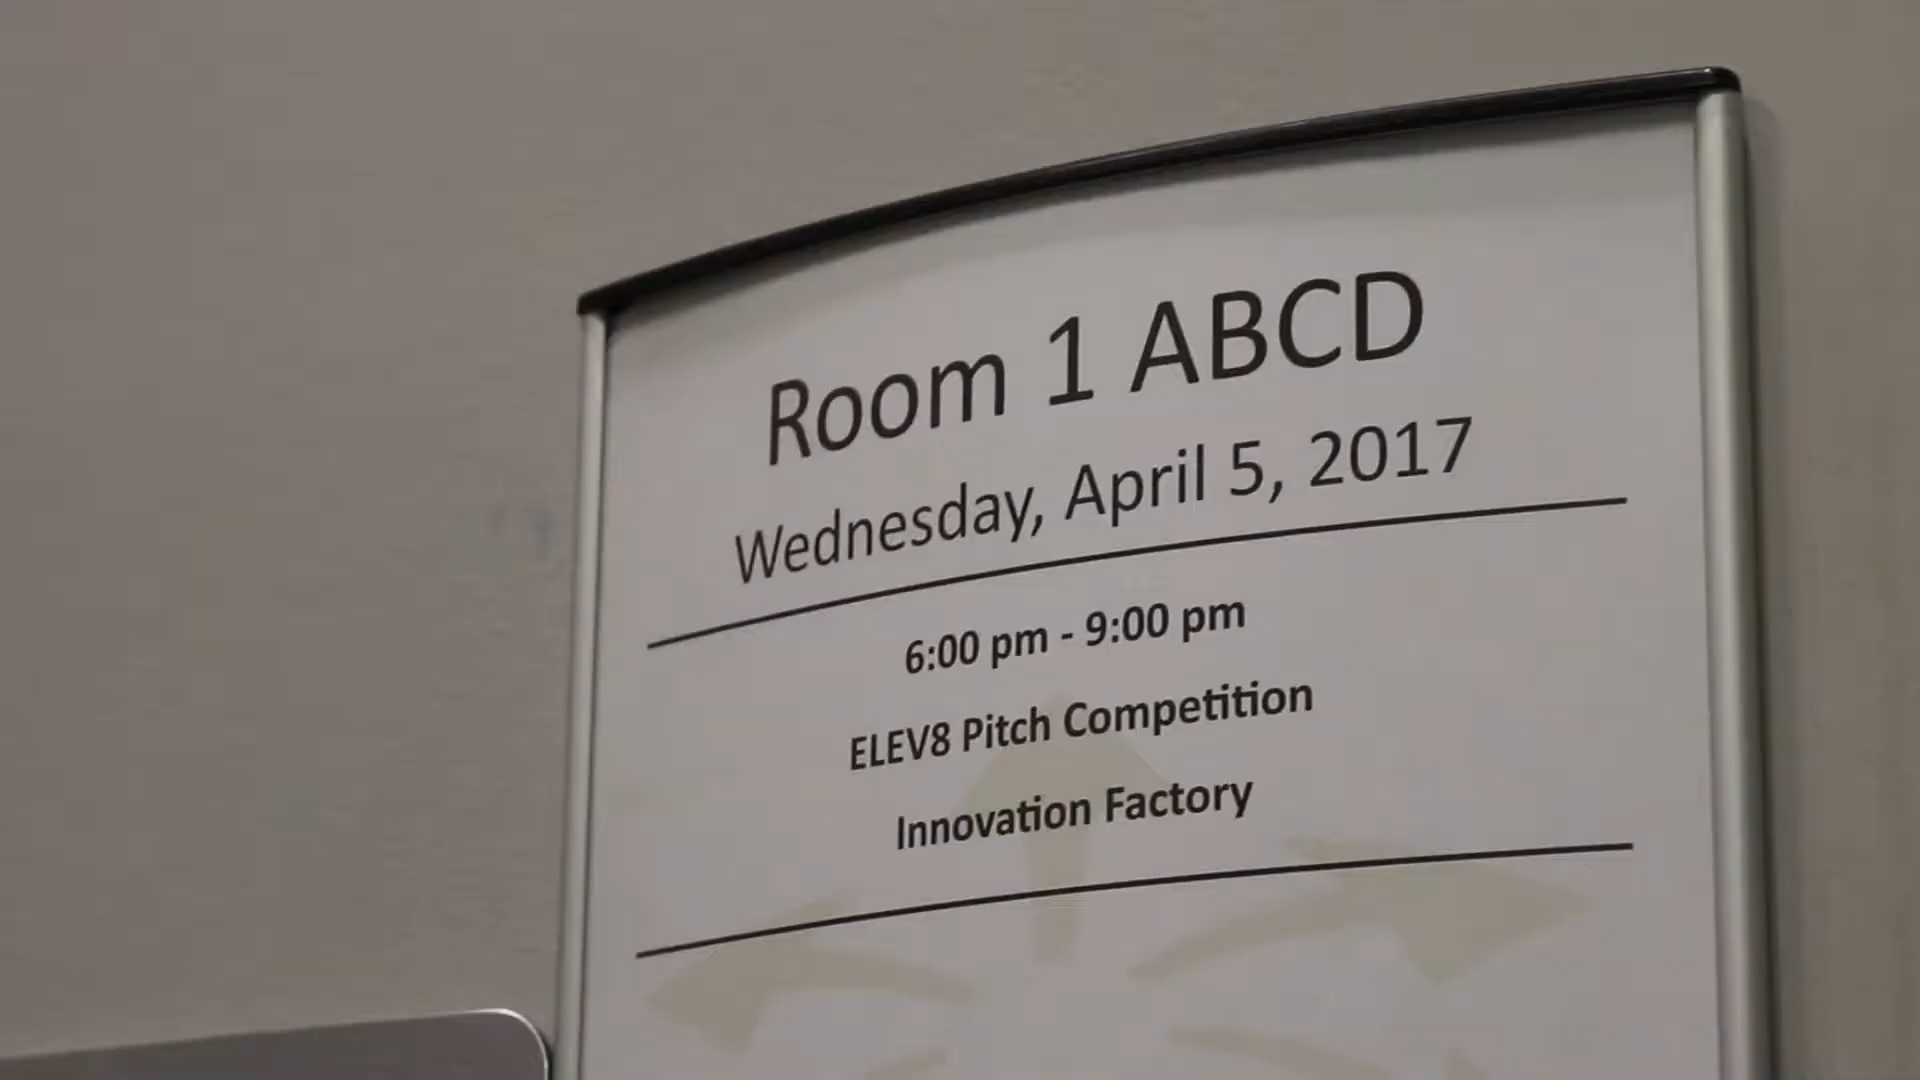 Room 1 ABCD
Wednesday, April 5, 2017
6:00 pm - 9:00 pm
ELEV8 Pitch Competition
Innovation Factory